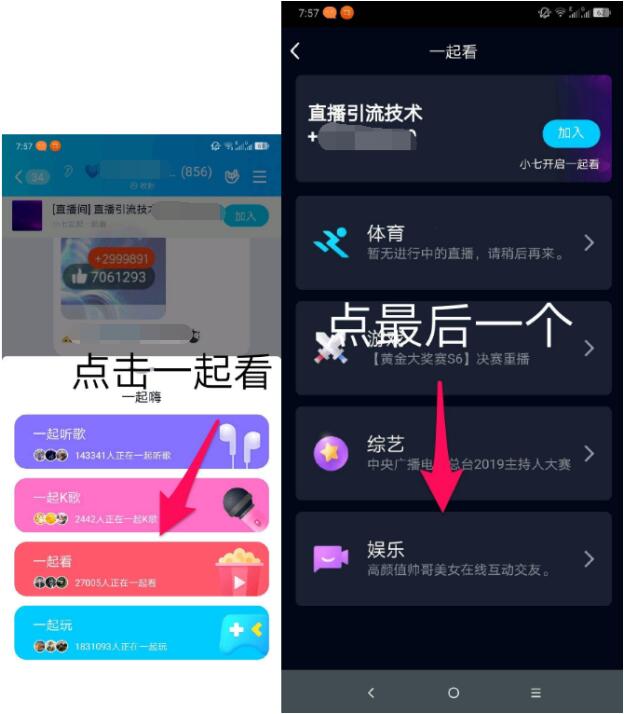 7:57
34
(856)
[直播间] 直播引流技
加入
小七发起一起看
+2999891
7061293
点击一起看
一起嗨
一起听歌
143341人正在一起听歌
一起K歌
2442人正在一起K歌
一起看
27005人正在一起看
一起玩
1831093人正在一起玩
7:57
一起看
直播引流技术
+
加入
小七开启一起看
体育
暂无进行中的直播，请稍后再来。
点最后一个
游戏
【黄金大奖赛S6】决赛重播
综艺
中央广播电 总台2019主持人大赛
娱乐
高颜值帅哥美女在线互动交友。